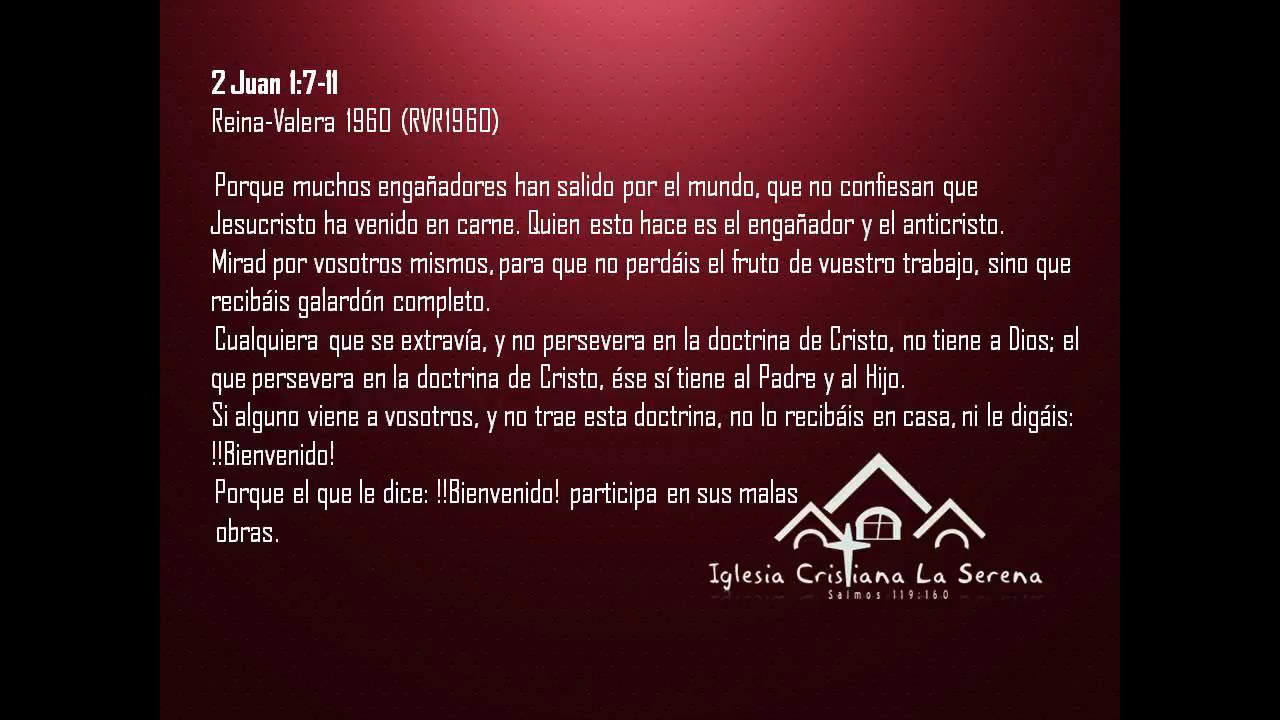 2 Juan 1:7-11
Reina-Valera 1960 (RVR1960)
Porque muchos engañadores han salido por el mundo, que no confiesan que
Jesucristo ha venido en carne. Quien esto hace es el engañador y el anticristo.
Mirad por vosotros mismos, para que no perdáis el fruto de vuestro trabajo, sino que
recibáis galardón completo.
Cualquiera que se extravía, y no persevera en la doctrina de Cristo, no tiene a Dios; el
que persevera en la doctrina de Cristo, ése sí tiene al Padre y al Hijo.
Si alguno viene a vosotros, y no trae esta doctrina, no lo recibáis en casa, ni le digáis:
!!Bienvenido!
Porque el que le dice: !!Bienvenido! participa en sus malas
obras.
Iglesia Cristiana La Serena
Salmos 119:160